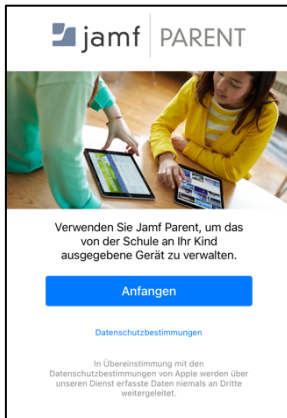 jamf PARENT
Verwenden Sie Jamf Parent, um das
von der Schule an Ihr Kind
ausgegebene Gerät zu verwalten.
Anfangen
Datenschutzbestimmungen
In Übereinstimmung mit den
Datenschutzbestimmungen von Apple werden über
unseren Dienst erfasste Daten niemals an Dritte
weitergeleitet.